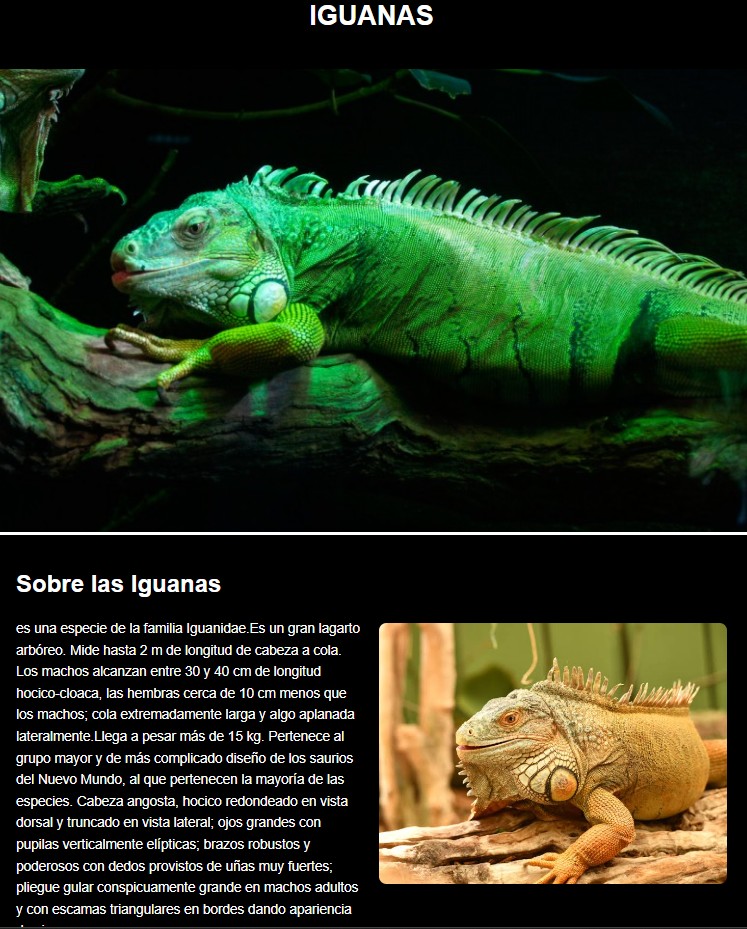 IGUANAS
Sobre las Iguanas
es una especie de la familia Iguanidae.Es un gran lagarto
arbóreo. Mide hasta 2 m de longitud de cabeza a cola.
Los machos alcanzan entre 30 y 40 cm de longitud
hocico-cloaca, las hembras cerca de 10 cm menos que
los machos; cola extremadamente larga y algo aplanada
lateralmente.Llega a pesar más de 15 kg. Pertenece al
grupo mayor y de más complicado diseño de los saurios
del Nuevo Mundo, al que pertenecen la mayoría de las
especies. Cabeza angosta, hocico redondeado en vista
dorsal y truncado en vista lateral; ojos grandes con
pupilas verticalmente elípticas; brazos robustos y
poderosos con dedos provistos de uñas muy fuertes;
pliegue gular conspicuamente grande en machos adultos
y con escamas triangulares en bordes dando apariencia